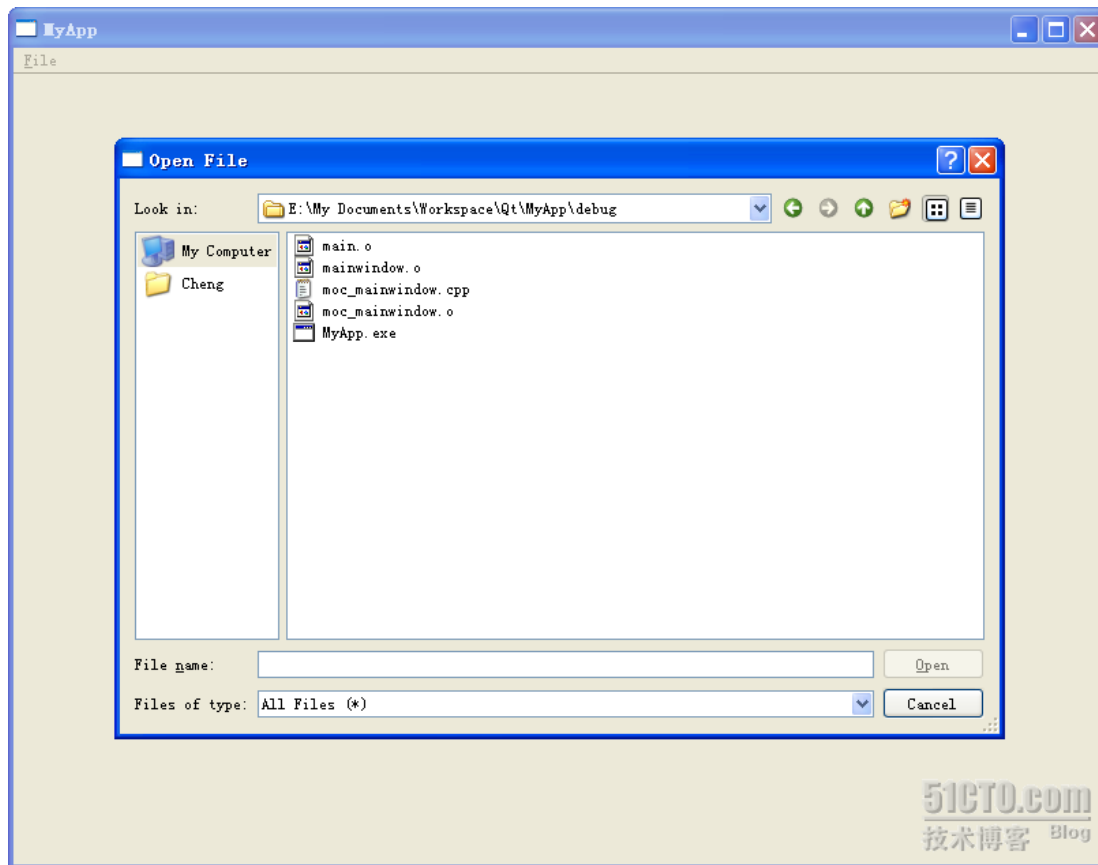 MyApp
File
Open File
Look in: E:\My Documents\Workspace\Qt\MyApp\debug
My Computer
Cheng
main.o
mainwindow.o
moc_mainwindow.cpp
moc_mainwindow.o
MyApp.exe
File name: Open
Files of type: All Files (*) Cancel
51CTO.com
技术博客 Blog